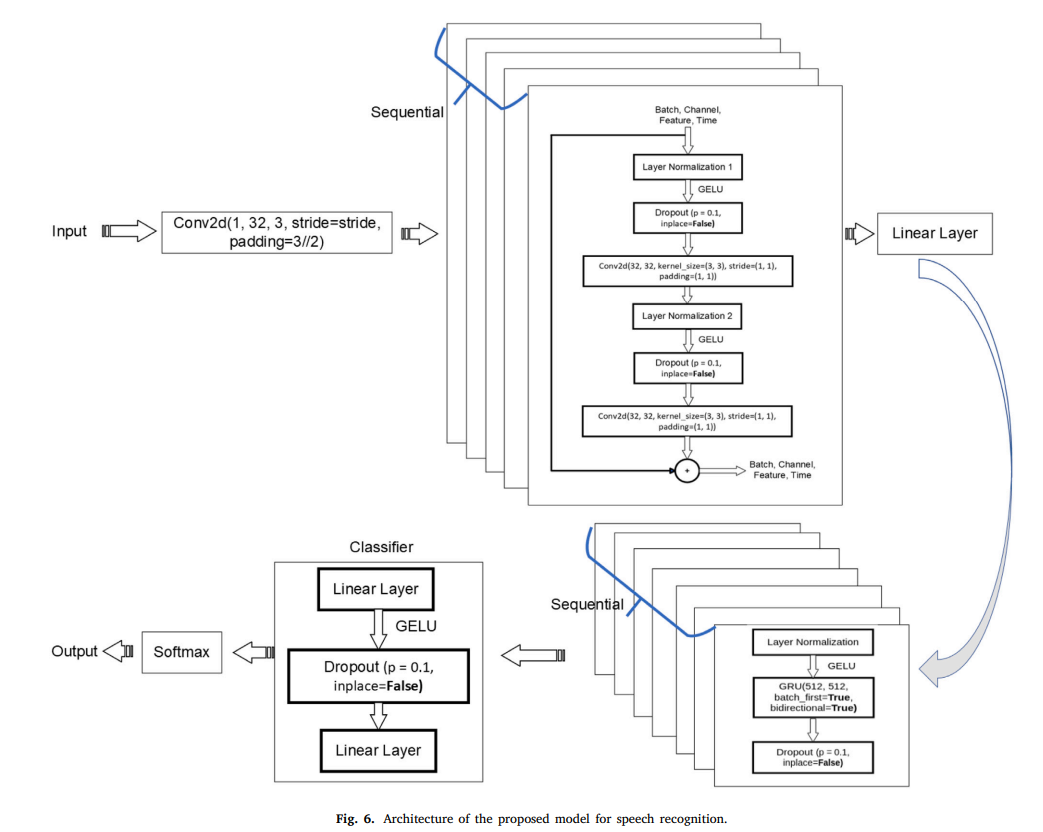 Sequential
Batch, Channel,
Feature, Time
Layer Normalization 1
GELU
Dropout (p = 0.1,
inplace=False)
Conv2d(32, 32, kernel_size=(3, 3), stride=(1, 1),
padding=(1, 1))
Layer Normalization 2
GELU
Dropout (p = 0.1,
inplace=False)
Conv2d(32, 32, kernel_size=(3, 3), stride=(1, 1),
padding=(1, 1))
+
Batch, Channel,
Feature, Time
Input
Conv2d(1, 32, 3, stride=stride,
padding=3//2)
Linear Layer
Sequential
Layer Normalization
GELU
GRU(512, 512,
batch_first=True,
bidirectional=True)
Dropout (p = 0.1,
inplace=False)
Classifier
Linear Layer
GELU
Dropout (p = 0.1,
inplace=False)
Linear Layer
Softmax
Output
Fig. 6. Architecture of the proposed model for speech recognition.